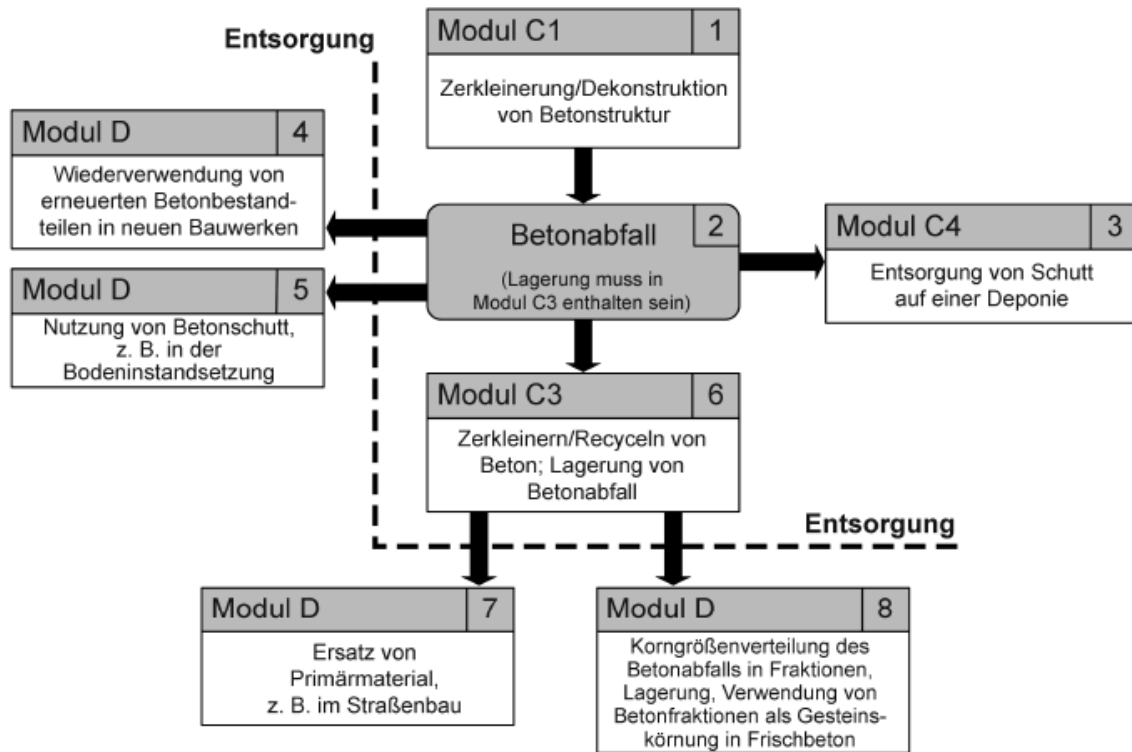 Entsorgung
Modul C1 1
Zerkleinerung/Dekonstruktion
von Betonstruktur
Modul D 4
Wiederverwendung von
erneuerten Betonbestand-
teilen in neuen Bauwerken
Betonabfall 2
(Lagerung muss in
Modul C3 enthalten sein)
Modul C4 3
Entsorgung von Schutt
auf einer Deponie
Modul D 5
Nutzung von Betonschutt,
z. B. in der
Bodeninstandsetzung
Modul C3 6
Zerkleinern/Recyceln von
Beton; Lagerung von
Betonabfall
Entsorgung
Modul D 7
Ersatz von
Primärmaterial,
z. B. im Straßenbau
Modul D 8
Korngrößenverteilung des
Betonabfalls in Fraktionen,
Lagerung, Verwendung von
Betonfraktionen als Gesteins-
körnung in Frischbeton